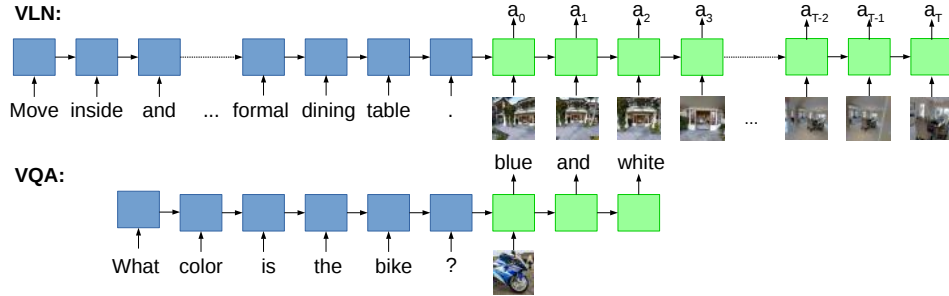 VLN:
a0 a1 a2 a3 aT-2 aT-1 aT
Move inside and ... formal dining table . ...
VQA:
blue and white
What color is the bike ?